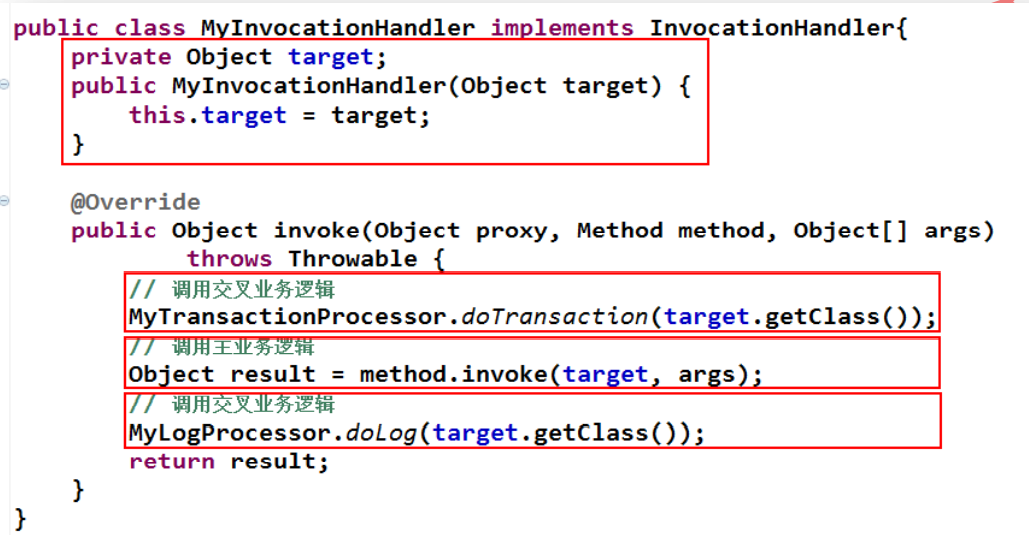 public class MyInvocationHandler implements InvocationHandler{
    private Object target;
    public MyInvocationHandler(Object target) {
        this.target = target;
    }

    @Override
    public Object invoke(Object proxy, Method method, Object[] args)
            throws Throwable {
        // 调用交叉业务逻辑
        MyTransactionProcessor.doTransaction(target.getClass());
        // 调用主业务逻辑
        Object result = method.invoke(target, args);
        // 调用交叉业务逻辑
        MyLogProcessor.doLog(target.getClass());
        return result;
    }
}